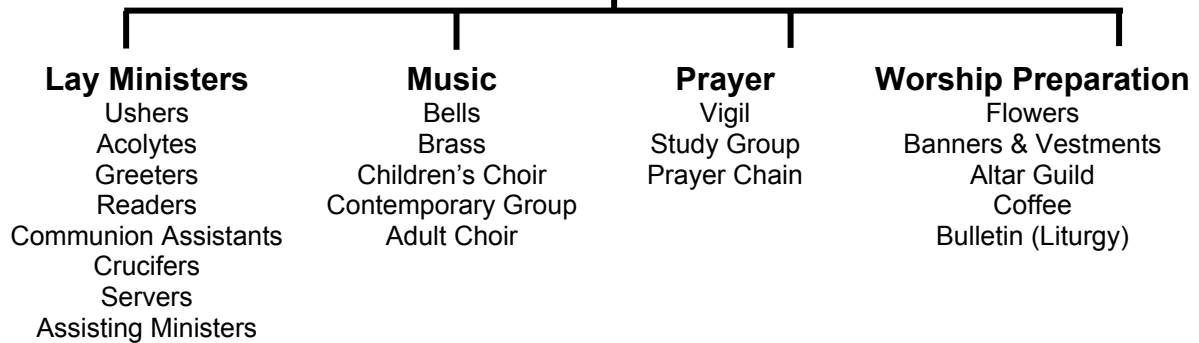 Lay Ministers
Ushers
Acolytes
Greeters
Readers
Communion Assistants
Crucifers
Servers
Assisting Ministers
Music
Bells
Brass
Children’s Choir
Contemporary Group
Adult Choir
Prayer
Vigil
Study Group
Prayer Chain
Worship Preparation
Flowers
Banners & Vestments
Altar Guild
Coffee
Bulletin (Liturgy)